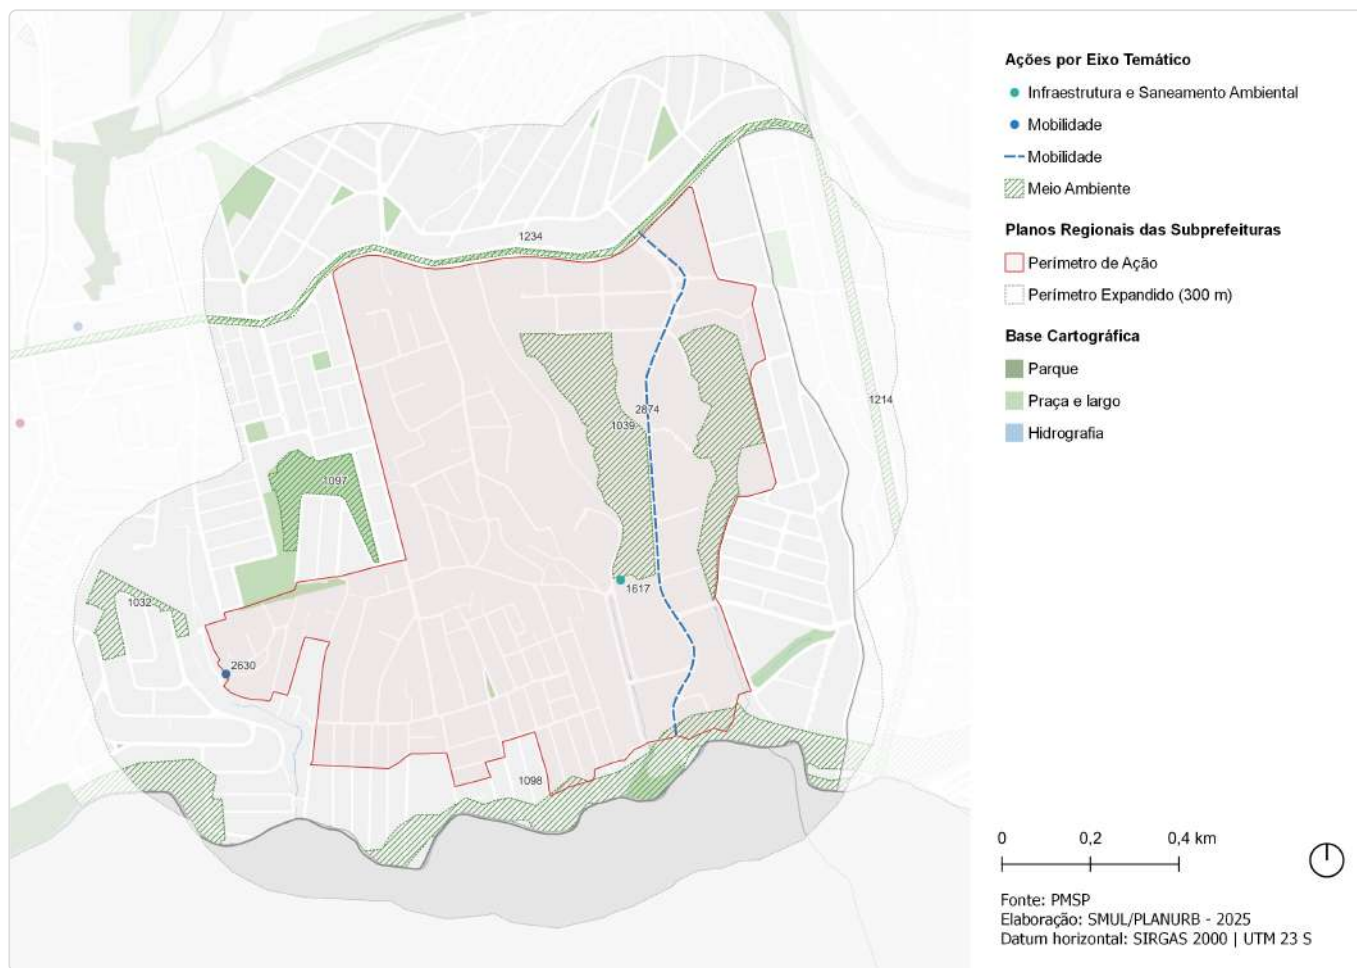 1234
1214
2874
1039
1097
1617
1032
2630
1098
Ações por Eixo Temático
Infraestrutura e Saneamento Ambiental
Mobilidade
Mobilidade
Meio Ambiente
Planos Regionais das Subprefeituras
Perímetro de Ação
Perímetro Expandido (300 m)
Base Cartográfica
Parque
Praça e largo
Hidrografia
0 0,2 0,4 km
Fonte: PMSP
Elaboração: SMUL/PLANURB - 2025
Datum horizontal: SIRGAS 2000 | UTM 23 S